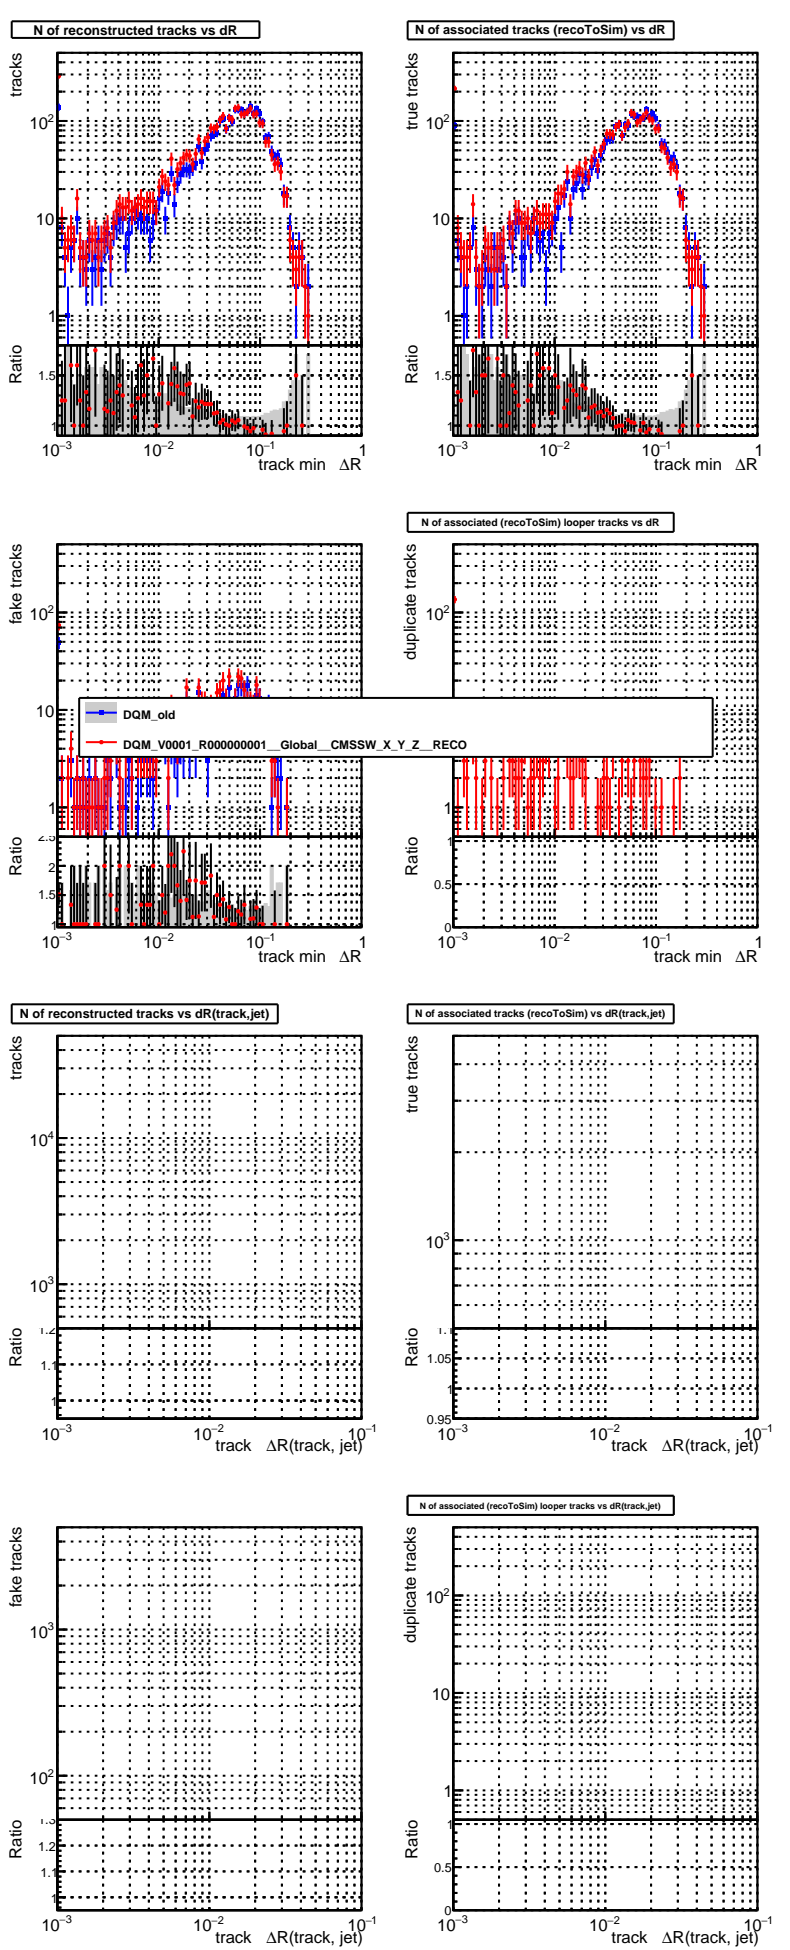 N of reconstructed tracks vs dR
N of associated tracks (recoToSim) vs dR
tracks
10²
10
1
Ratio
1.5
1
10⁻³
10⁻²
10⁻¹
1
track min ΔR
true tracks
10²
10
1
Ratio
1.5
1
10⁻³
10⁻²
10⁻¹
1
track min ΔR
N of associated (recoToSim) looper tracks vs dR
fake tracks
10²
10
1
Ratio
2.5
2
1.5
1
10⁻³
10⁻²
10⁻¹
1
track min ΔR
duplicate tracks
10²
10
1
Ratio
1
0.5
0
10⁻³
10⁻²
10⁻¹
1
track min ΔR
DQM_old
DQM_V0001_R000000001__Global__CMSSW_X_Y_Z__RECO
N of reconstructed tracks vs dR(track,jet)
N of associated tracks (recoToSim) vs dR(track,jet)
tracks
10⁴
10³
Ratio
1.2
1.1
1
10⁻³
10⁻²
10⁻¹
track ΔR(track, jet)
true tracks
10³
Ratio
1.1
1.05
1
0.95
10⁻³
10⁻²
10⁻¹
track ΔR(track, jet)
N of associated (recoToSim) looper tracks vs dR(track,jet)
fake tracks
10³
10²
Ratio
1.3
1.2
1.1
1
10⁻³
10⁻²
10⁻¹
track ΔR(track, jet)
duplicate tracks
10²
10
1
Ratio
1
0.5
0
10⁻³
10⁻²
10⁻¹
track ΔR(track, jet)